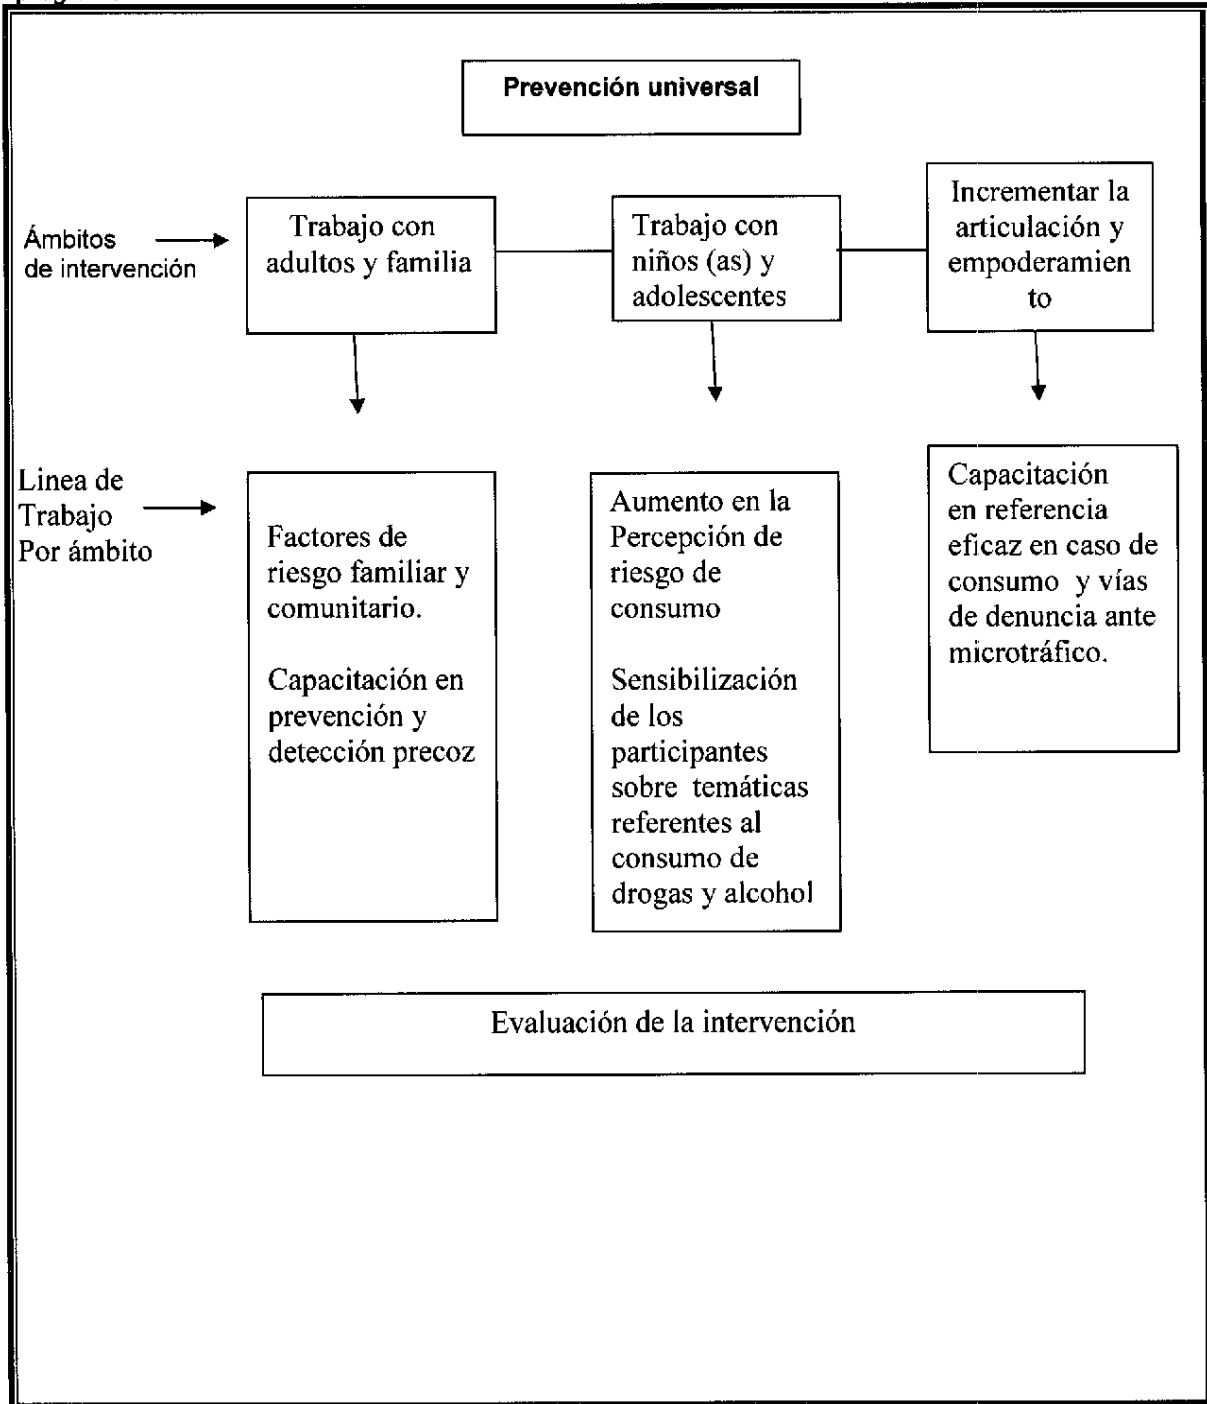 Prevención universal
Ámbitos
de intervención
Trabajo con
adultos y familia
Trabajo con
niños (as) y
adolescentes
Incrementar la
articulación y
empoderamien
to
Linea de
Trabajo
Por ámbito
Factores de
riesgo familiar y
comunitario.
Capacitación en
prevención y
detección precoz
Aumento en la
Percepción de
riesgo de
consumo
Sensibilización
de los
participantes
sobre temáticas
referentes al
consumo de
drogas y alcohol
Capacitación
en referencia
eficaz en caso de
consumo y vías
de denuncia ante
microtráfico.
Evaluación de la intervención